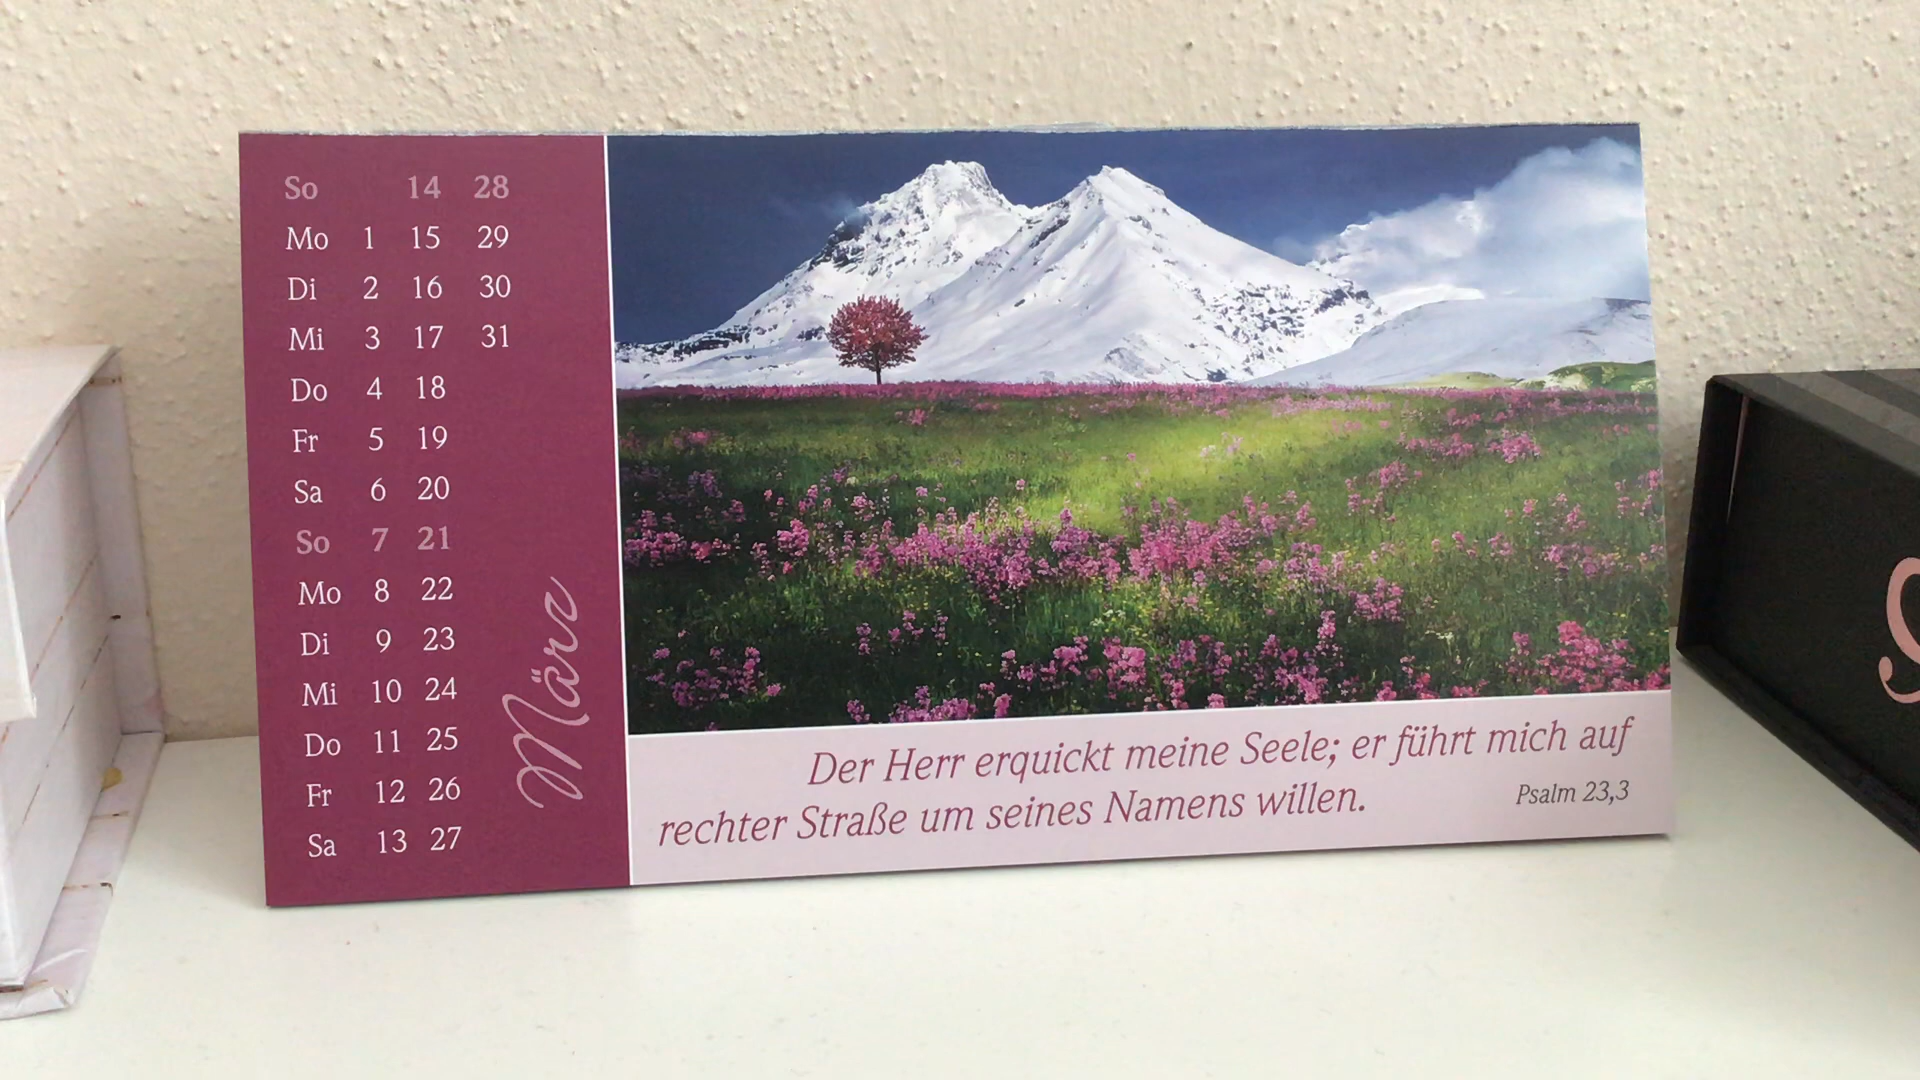 So 14 28
Mo 1 15 29
Di 2 16 30
Mi 3 17 31
Do 4 18
Fr 5 19
Sa 6 20
So 7 21
Mo 8 22
Di 9 23
Mi 10 24
Do 11 25
Fr 12 26
Sa 13 27
März
Der Herr erquickt meine Seele; er führt mich auf
rechter Straße um seines Namens willen.
Psalm 23,3